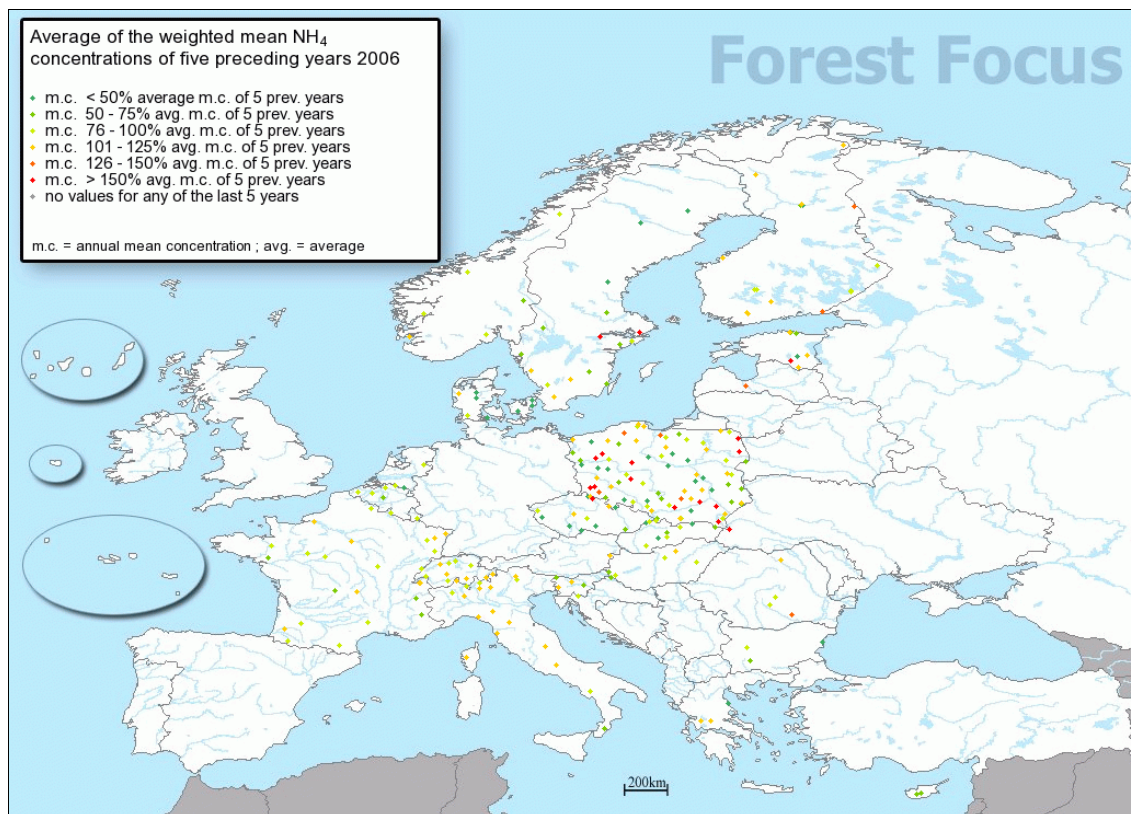 Average of the weighted mean NH4
concentrations of five preceding years 2006
m.c. < 50% average m.c. of 5 prev. years
m.c. 50 - 75% avg. m.c. of 5 prev. years
m.c. 76 - 100% avg. m.c. of 5 prev. years
m.c. 101 - 125% avg. m.c. of 5 prev. years
m.c. 126 - 150% avg. m.c. of 5 prev. years
m.c. > 150% avg. m.c. of 5 prev. years
no values for any of the last 5 years
m.c. = annual mean concentration ; avg. = average
Forest Focus
200km